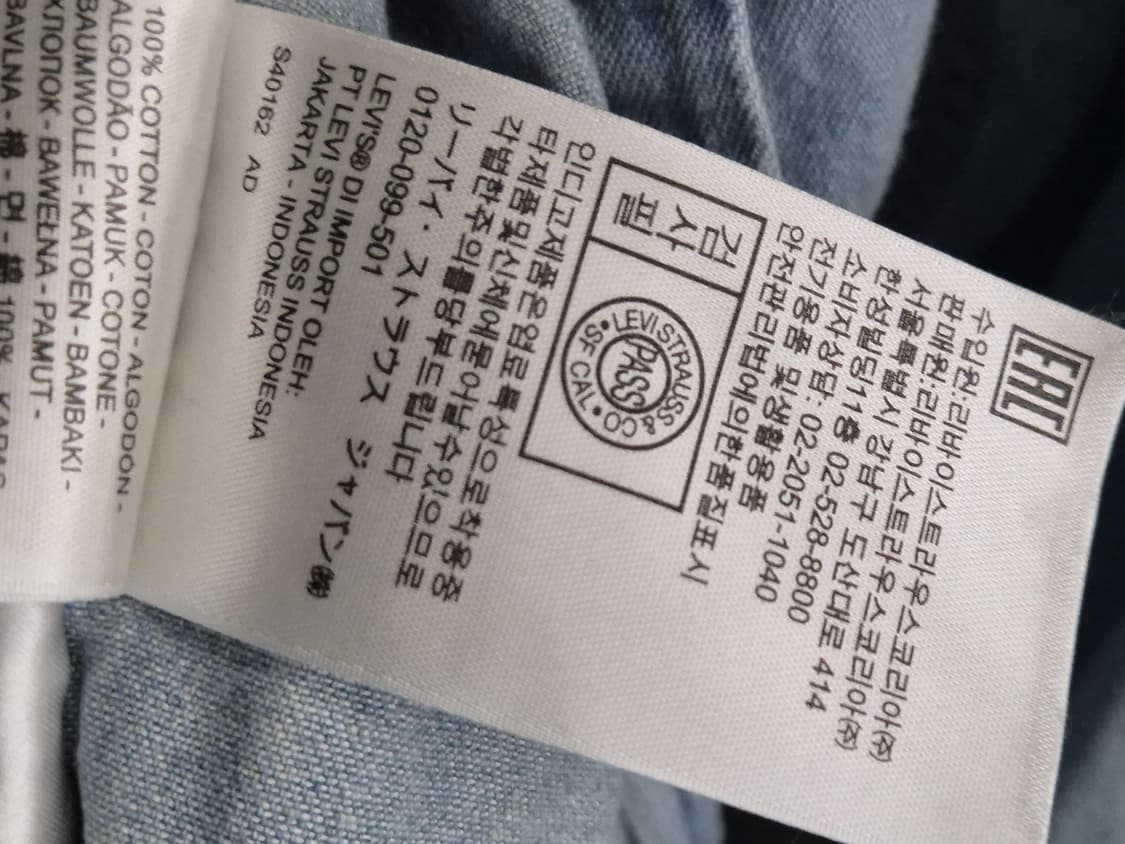 EAC
수입원:리바이스트라우스코리아(주)
판매원:리바이스트라우스코리아(주)
서울특별시 강남구 도산대로 414
한성빌딩11층 02-528-8800
소비자상담: 02-2051-1040
전기용품 및생활용품
안전관리법에의한품질표시
검사필
LEVI STRAUSS & CO
PASS
•SF CAL•
인디고제품은염료특성으로착용중
타제품및신체에묻어날수있으므로
각별한주의를당부드립니다
リーバイ・ストラウス ジャパン㈱
0120-099-501
LEVI'S® DI IMPORT OLEH:
PT LEVI STRAUSS INDONESIA
JAKARTA - INDONESIA
S40162 AD
100% COTTON - COTON - ALGODON -
ALGODÃO - PAMUK - COTONE -
BAUMWOLLE - KATOEN - BAMBAKI -
ХЛОПОК - BAWEŁNA - PAMUT -
BAVLNA - 棉 - 면 - 綿 100%